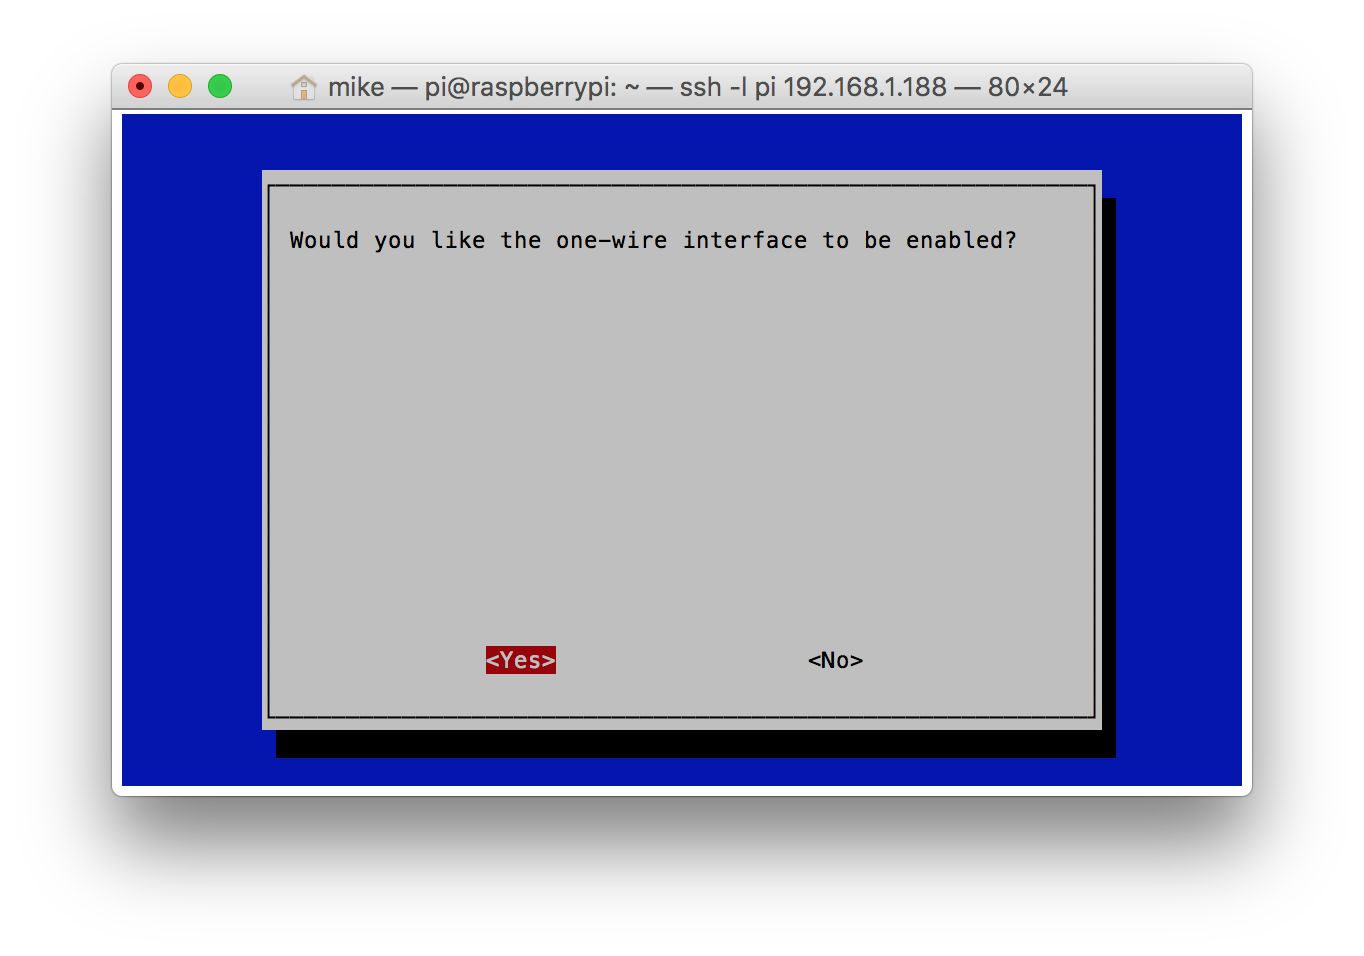 mike — pi@raspberrypi: ~ — ssh -l pi 192.168.1.188 — 80×24
Would you like the one-wire interface to be enabled?
<Yes> <No>